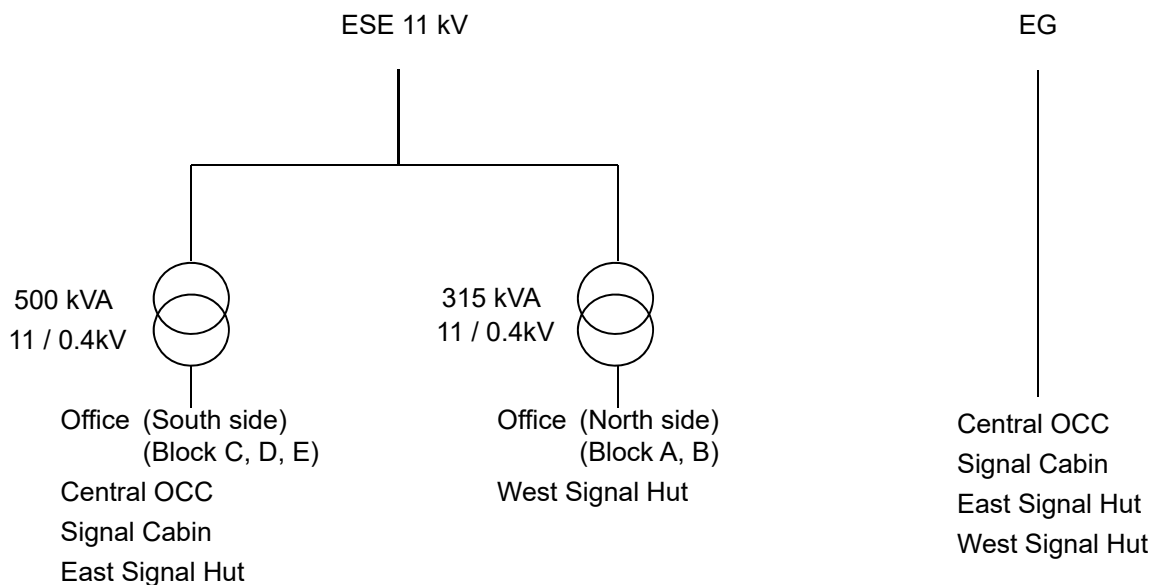 ESE 11 kV
EG
500 kVA
11 / 0.4kV
315 kVA
11 / 0.4kV
Office (South side)
(Block C, D, E)
Central OCC
Signal Cabin
East Signal Hut
Office (North side)
(Block A, B)
West Signal Hut
Central OCC
Signal Cabin
East Signal Hut
West Signal Hut